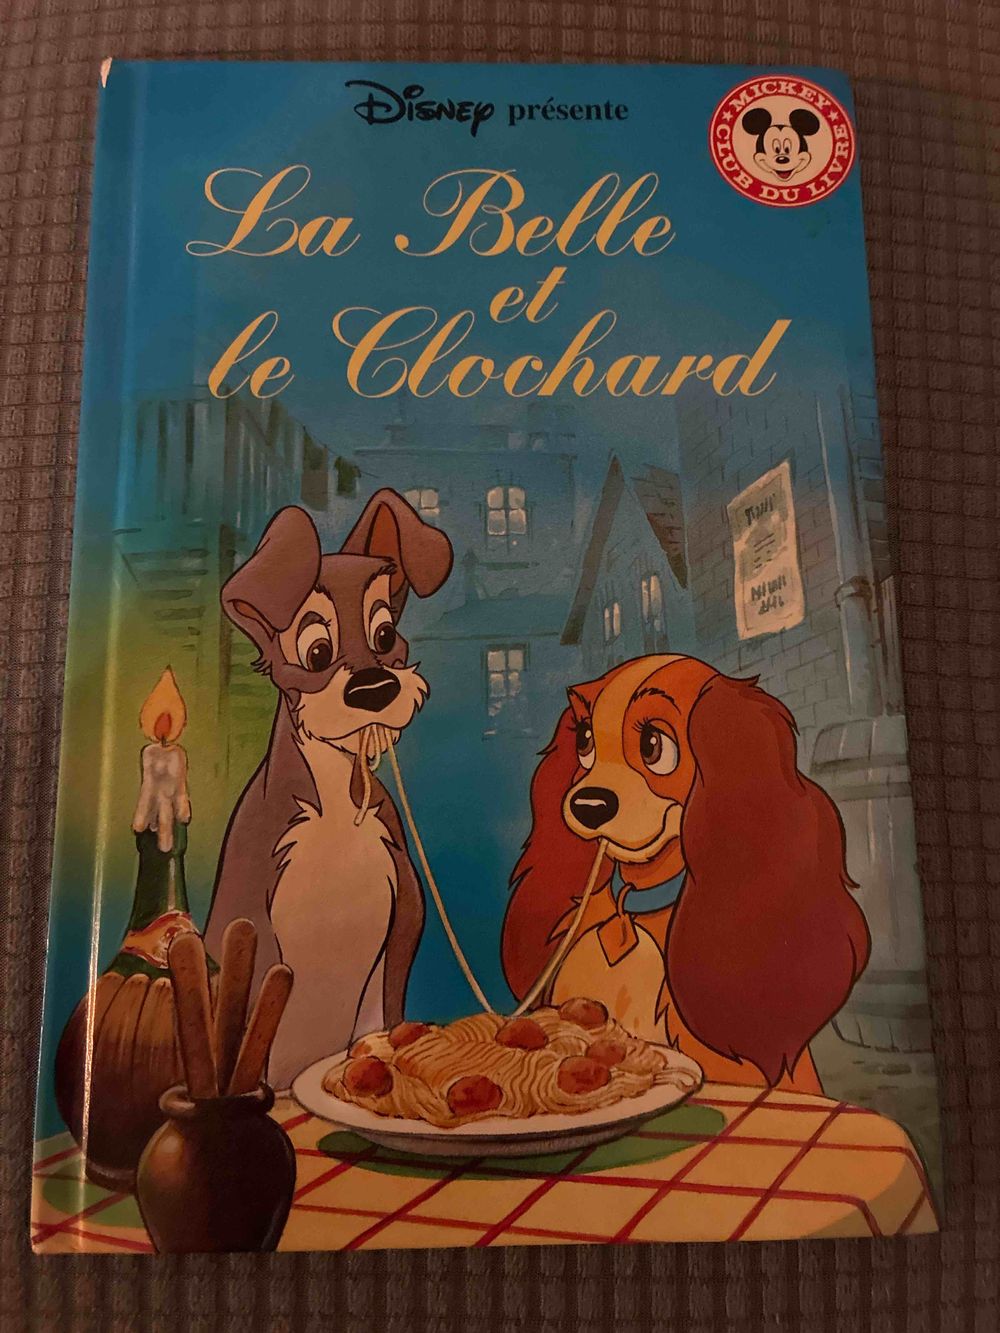 Disney présente
MICKEY
CLUB DU LIVRE
La Belle
et
le Clochard